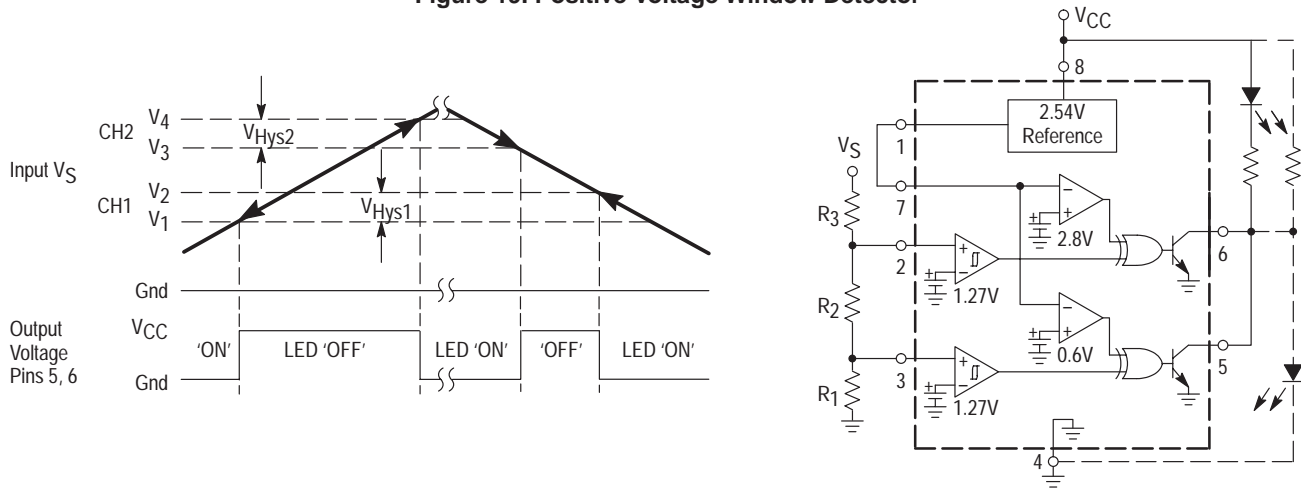 Figure 15. Positive Voltage Window Detector
Input VS
CH2
V4
V3
VHys2
CH1
V2
V1
VHys1
Gnd
Output
Voltage
Pins 5, 6
VCC
Gnd
'ON'
LED 'OFF'
LED 'ON'
'OFF'
LED 'ON'
VCC
8
2.54V
Reference
1
VS
7
R3
–
+
±
2.8V
6
2
+
–
±
1.27V
R2
–
+
±
0.6V
5
3
+
–
±
1.27V
R1
4